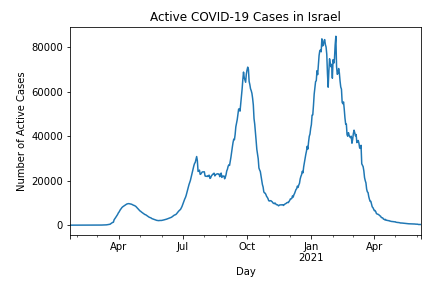 Active COVID-19 Cases in Israel
Number of Active Cases
80000
60000
40000
20000
0
Apr Jul Oct Jan Apr
2021
Day